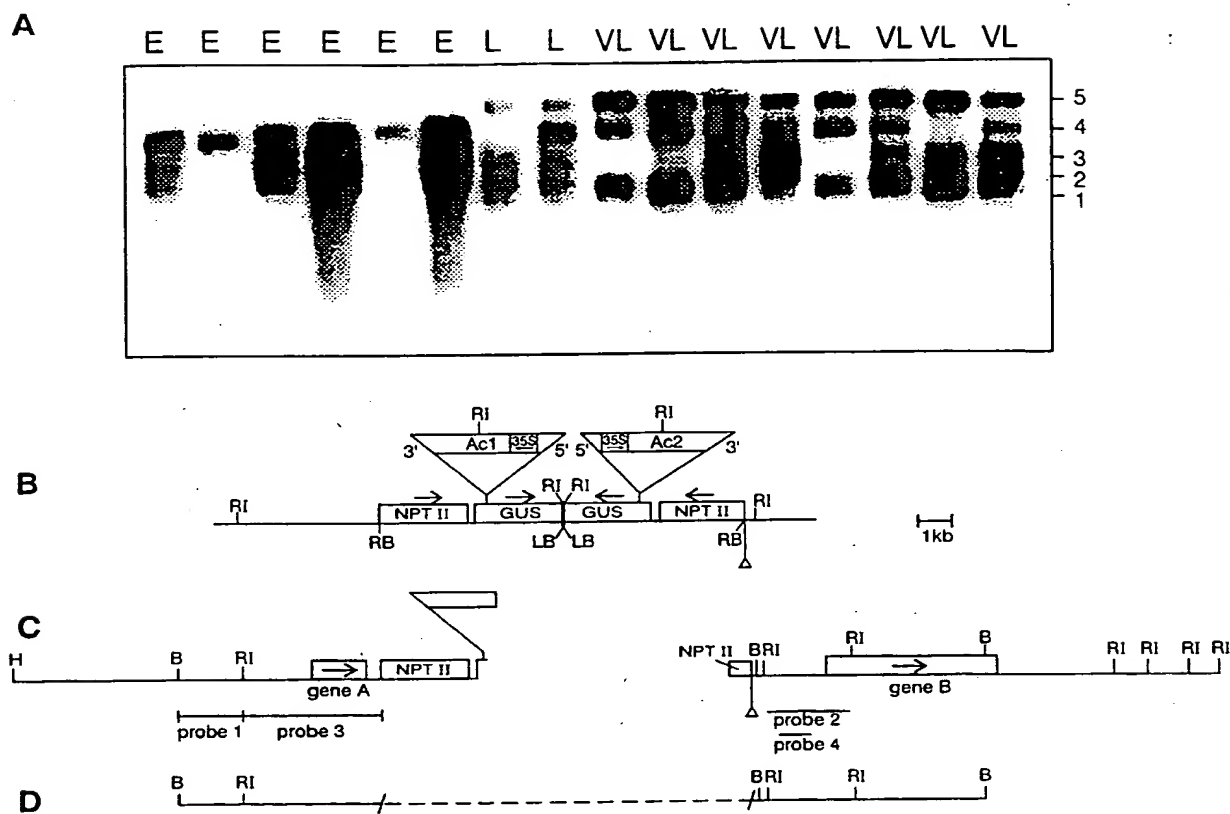 A
E E E E E E L L VL VL VL VL VL VL VL VL
5
4
3
2
1
RI RI
3' Ac1 35S 5' 5' 35S Ac2 3'
B
RI RI RI RI
NPT II GUS GUS NPT II
RB LB LB RB
1kb
C
H B RI NPT II NPT II B RI RI B RI RI RI RI
gene A gene B
probe 1 probe 3 probe 2
probe 4
D
B RI B RI RI B